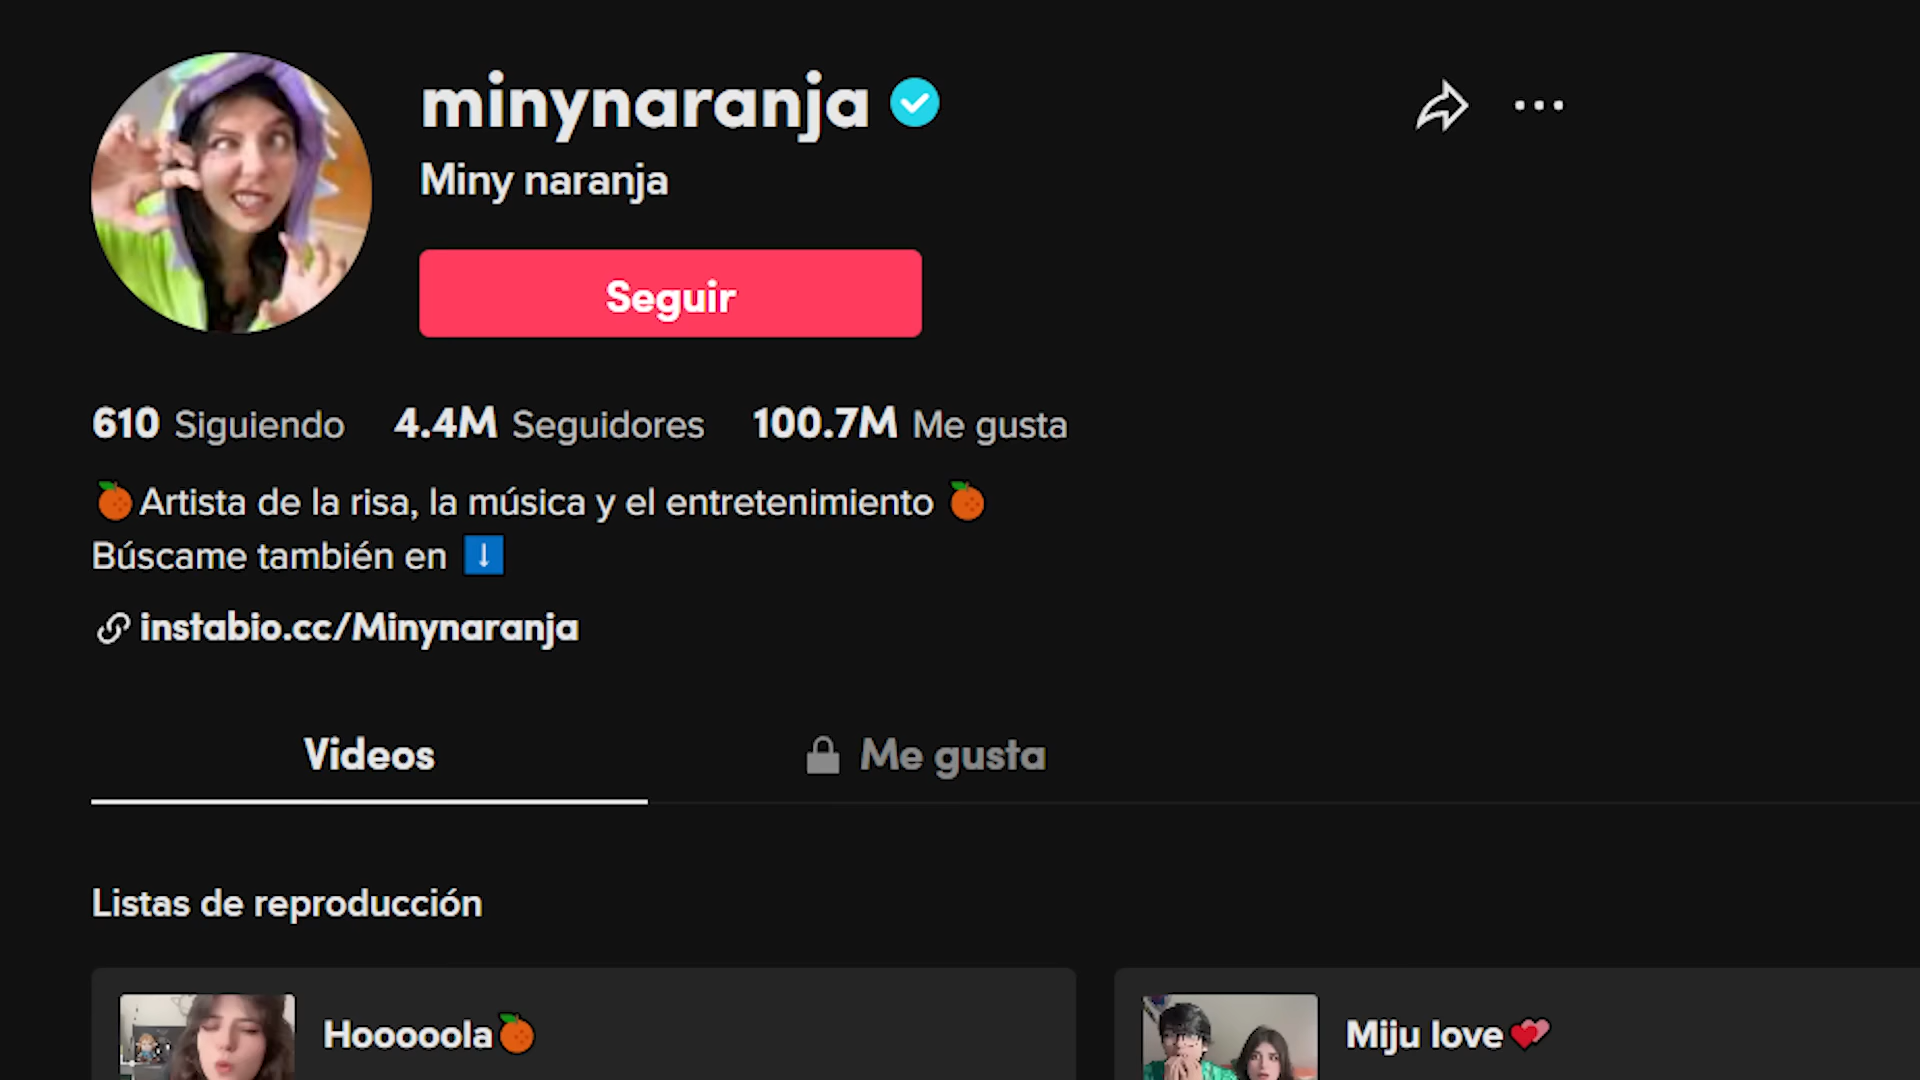 minynaranja
Miny naranja
Seguir
610 Siguiendo 4.4M Seguidores 100.7M Me gusta
🍊Artista de la risa, la música y el entretenimiento 🍊
Búscame también en ⬇️
instabio.cc/Minynaranja
Videos Me gusta
Listas de reproducción
Hooooola🍊 Miju love💕